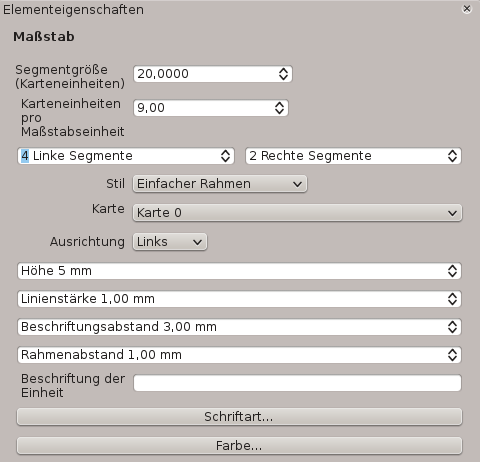 Elementeigenschaften
Maßstab
Segmentgröße
(Karteneinheiten)
20,0000
Karteneinheiten
pro
Maßstabseinheit
9,00
4 Linke Segmente
2 Rechte Segmente
Stil
Einfacher Rahmen
Karte
Karte 0
Ausrichtung
Links
Höhe 5 mm
Linienstärke 1,00 mm
Beschriftungsabstand 3,00 mm
Rahmenabstand 1,00 mm
Beschriftung der
Einheit
Schriftart...
Farbe...